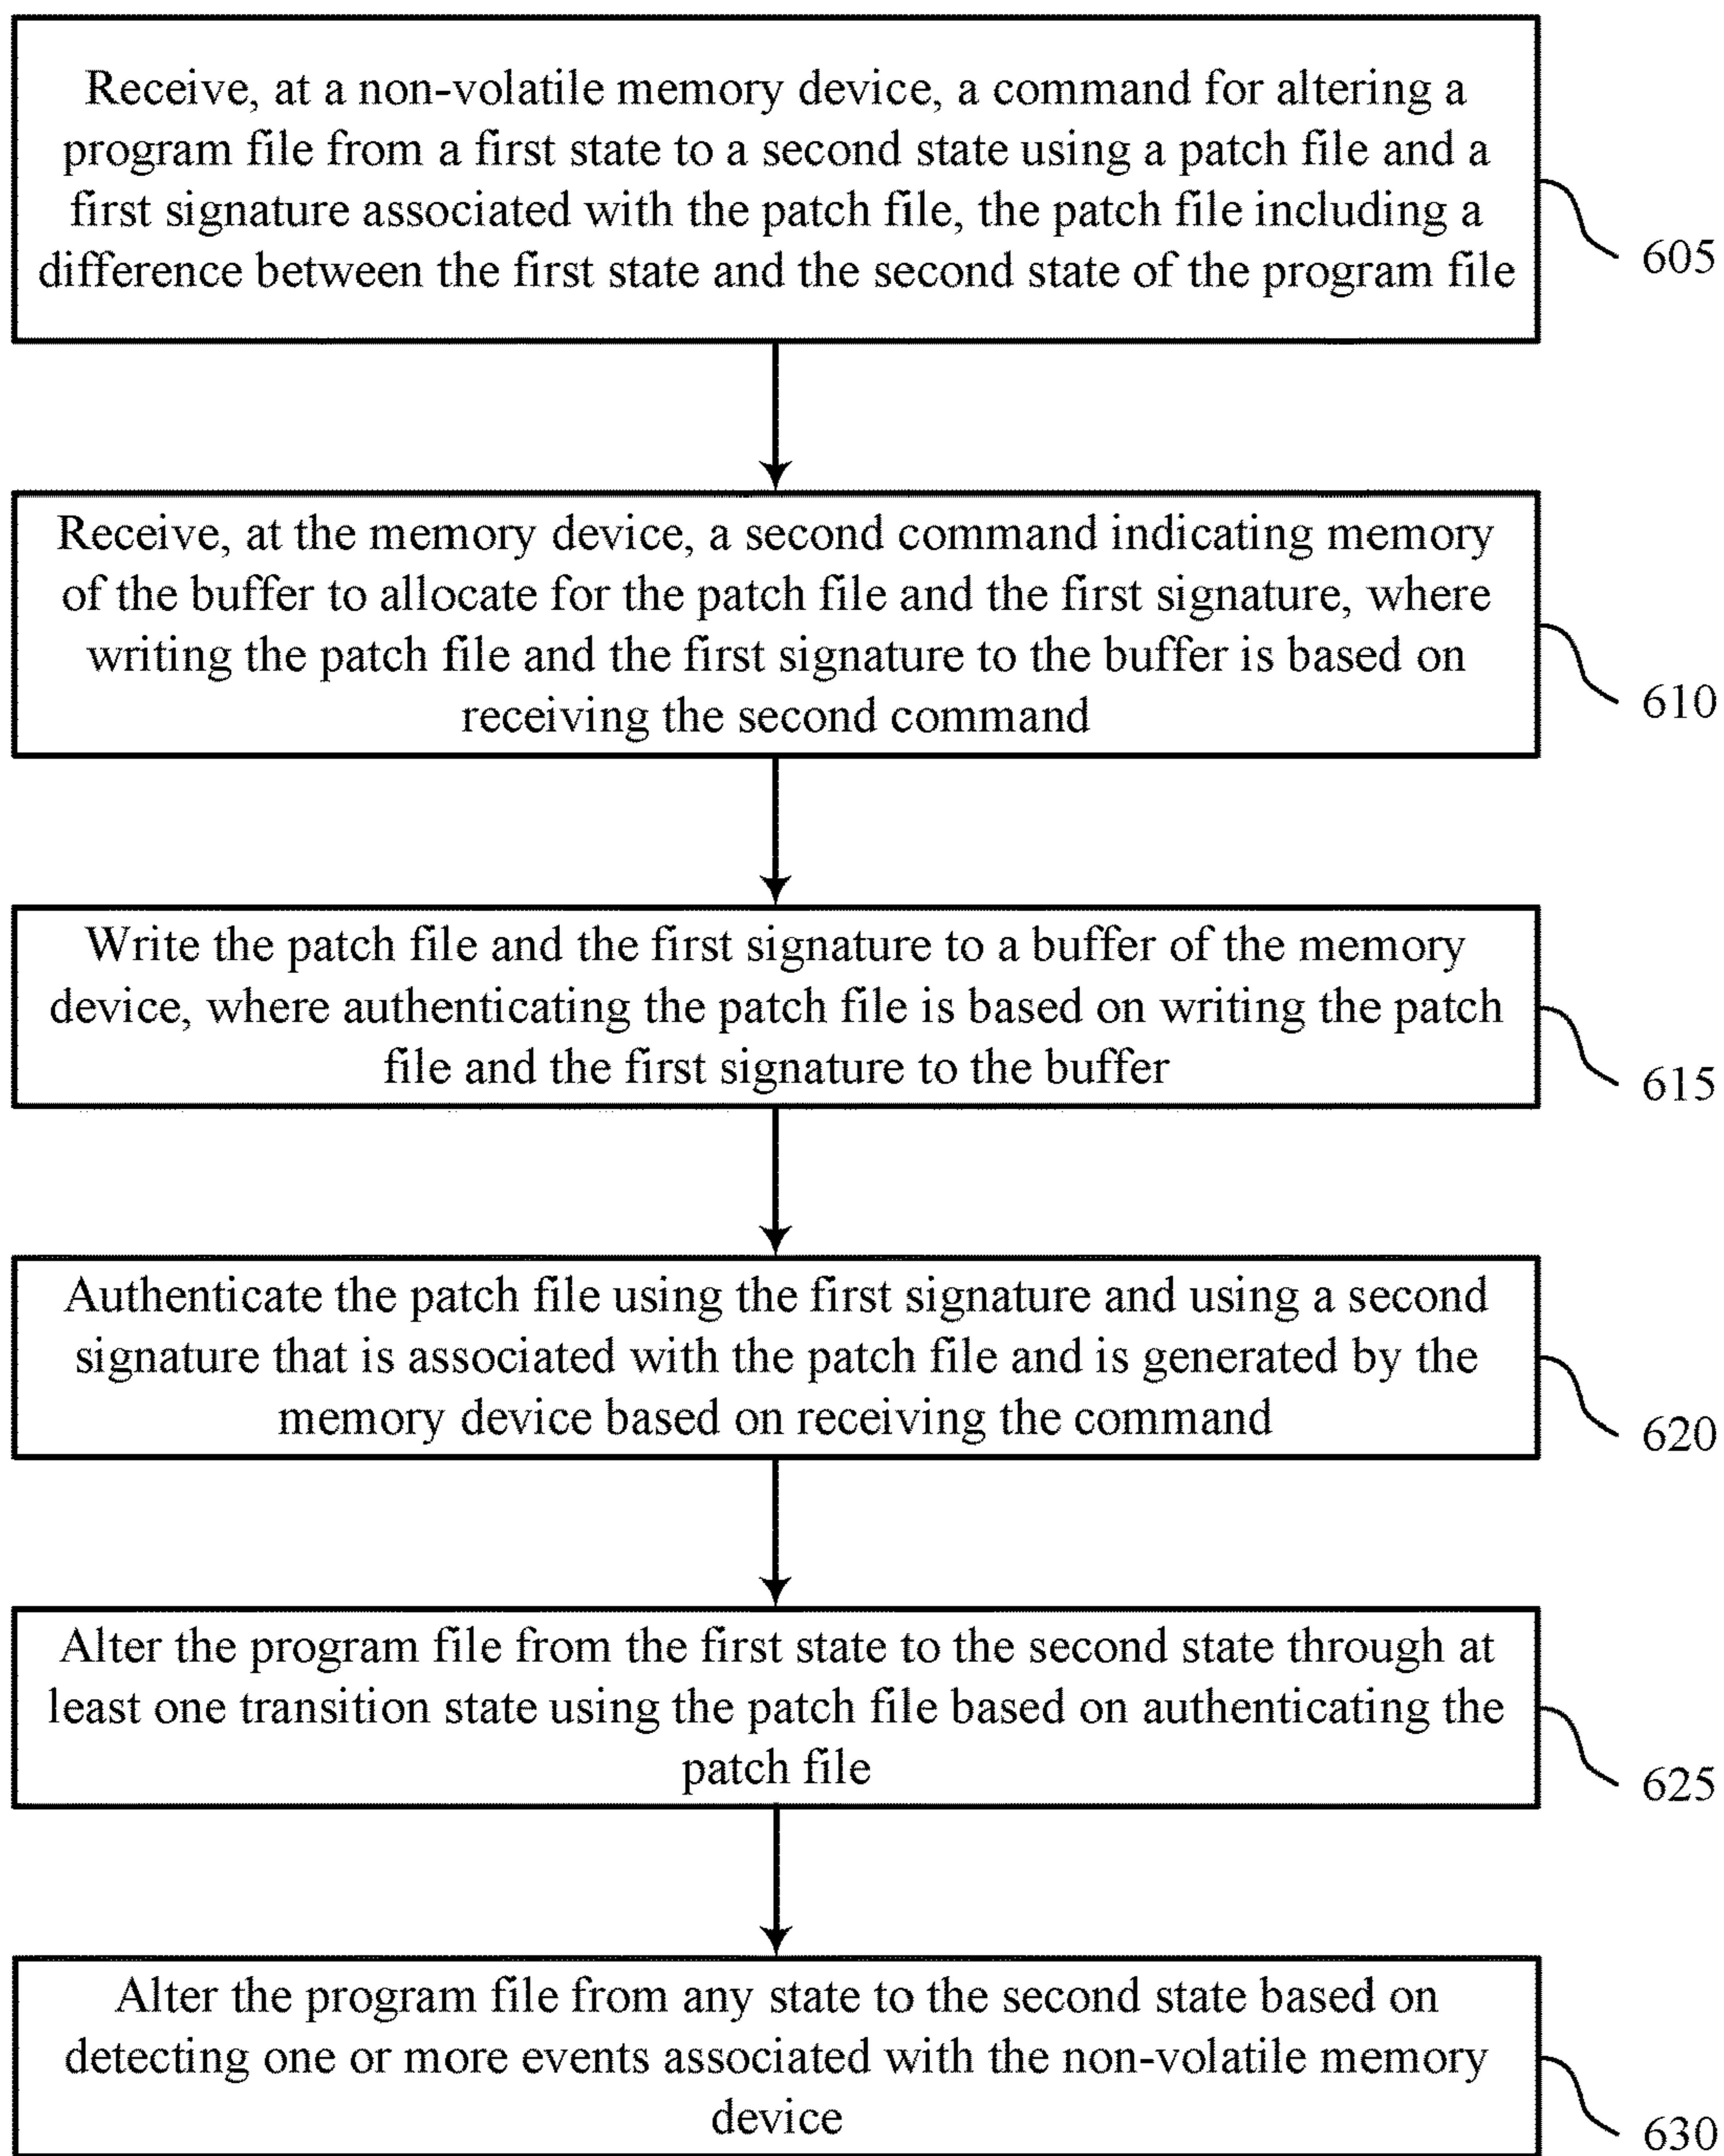 Receive, at a non-volatile memory device, a command for altering a
program file from a first state to a second state using a patch file and a
first signature associated with the patch file, the patch file including a
difference between the first state and the second state of the program file
605
Receive, at the memory device, a second command indicating memory
of the buffer to allocate for the patch file and the first signature, where
writing the patch file and the first signature to the buffer is based on
receiving the second command
610
Write the patch file and the first signature to a buffer of the memory
device, where authenticating the patch file is based on writing the patch
file and the first signature to the buffer
615
Authenticate the patch file using the first signature and using a second
signature that is associated with the patch file and is generated by the
memory device based on receiving the command
620
Alter the program file from the first state to the second state through at
least one transition state using the patch file based on authenticating the
patch file
625
Alter the program file from any state to the second state based on
detecting one or more events associated with the non-volatile memory
device
630